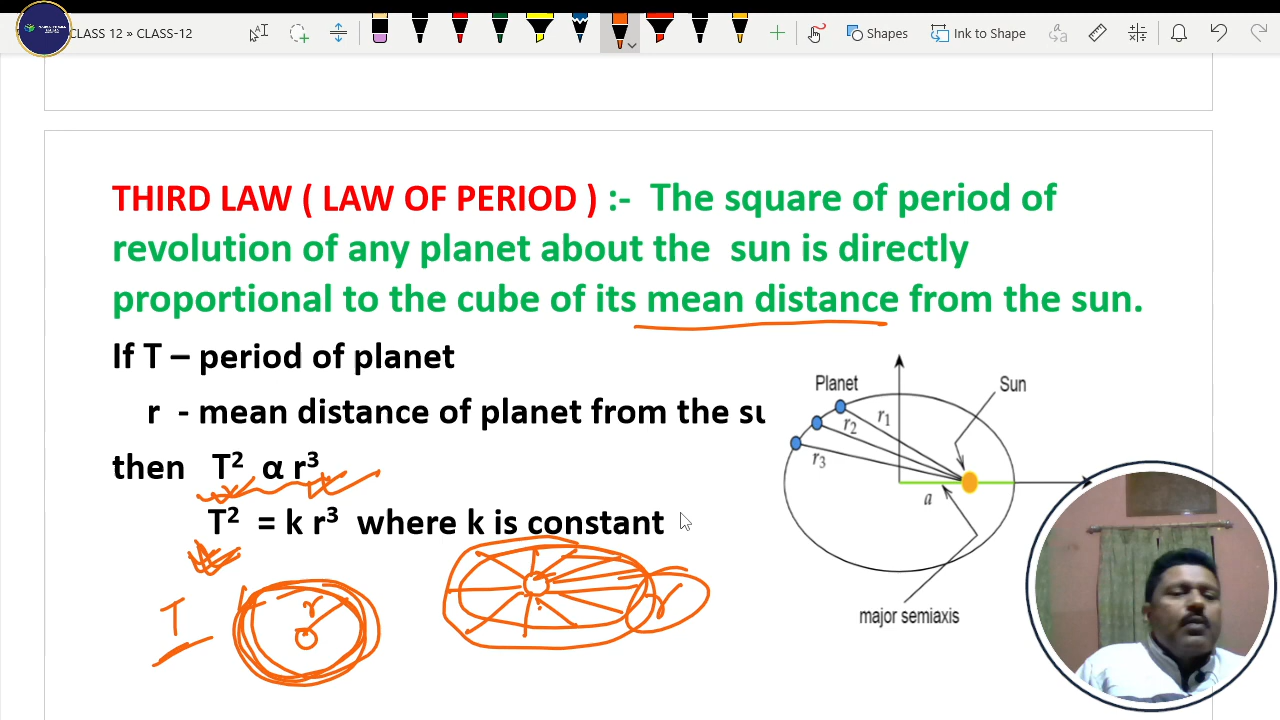 CLASS 12 » CLASS-12
Shapes
Ink to Shape
THIRD LAW ( LAW OF PERIOD ) :- The square of period of
revolution of any planet about the sun is directly
proportional to the cube of its mean distance from the sun.
If T – period of planet
r - mean distance of planet from the su
then T² α r³
T² = k r³ where k is constant
Planet
Sun
r₁
r₂
r₃
a
major semiaxis
T
r
r